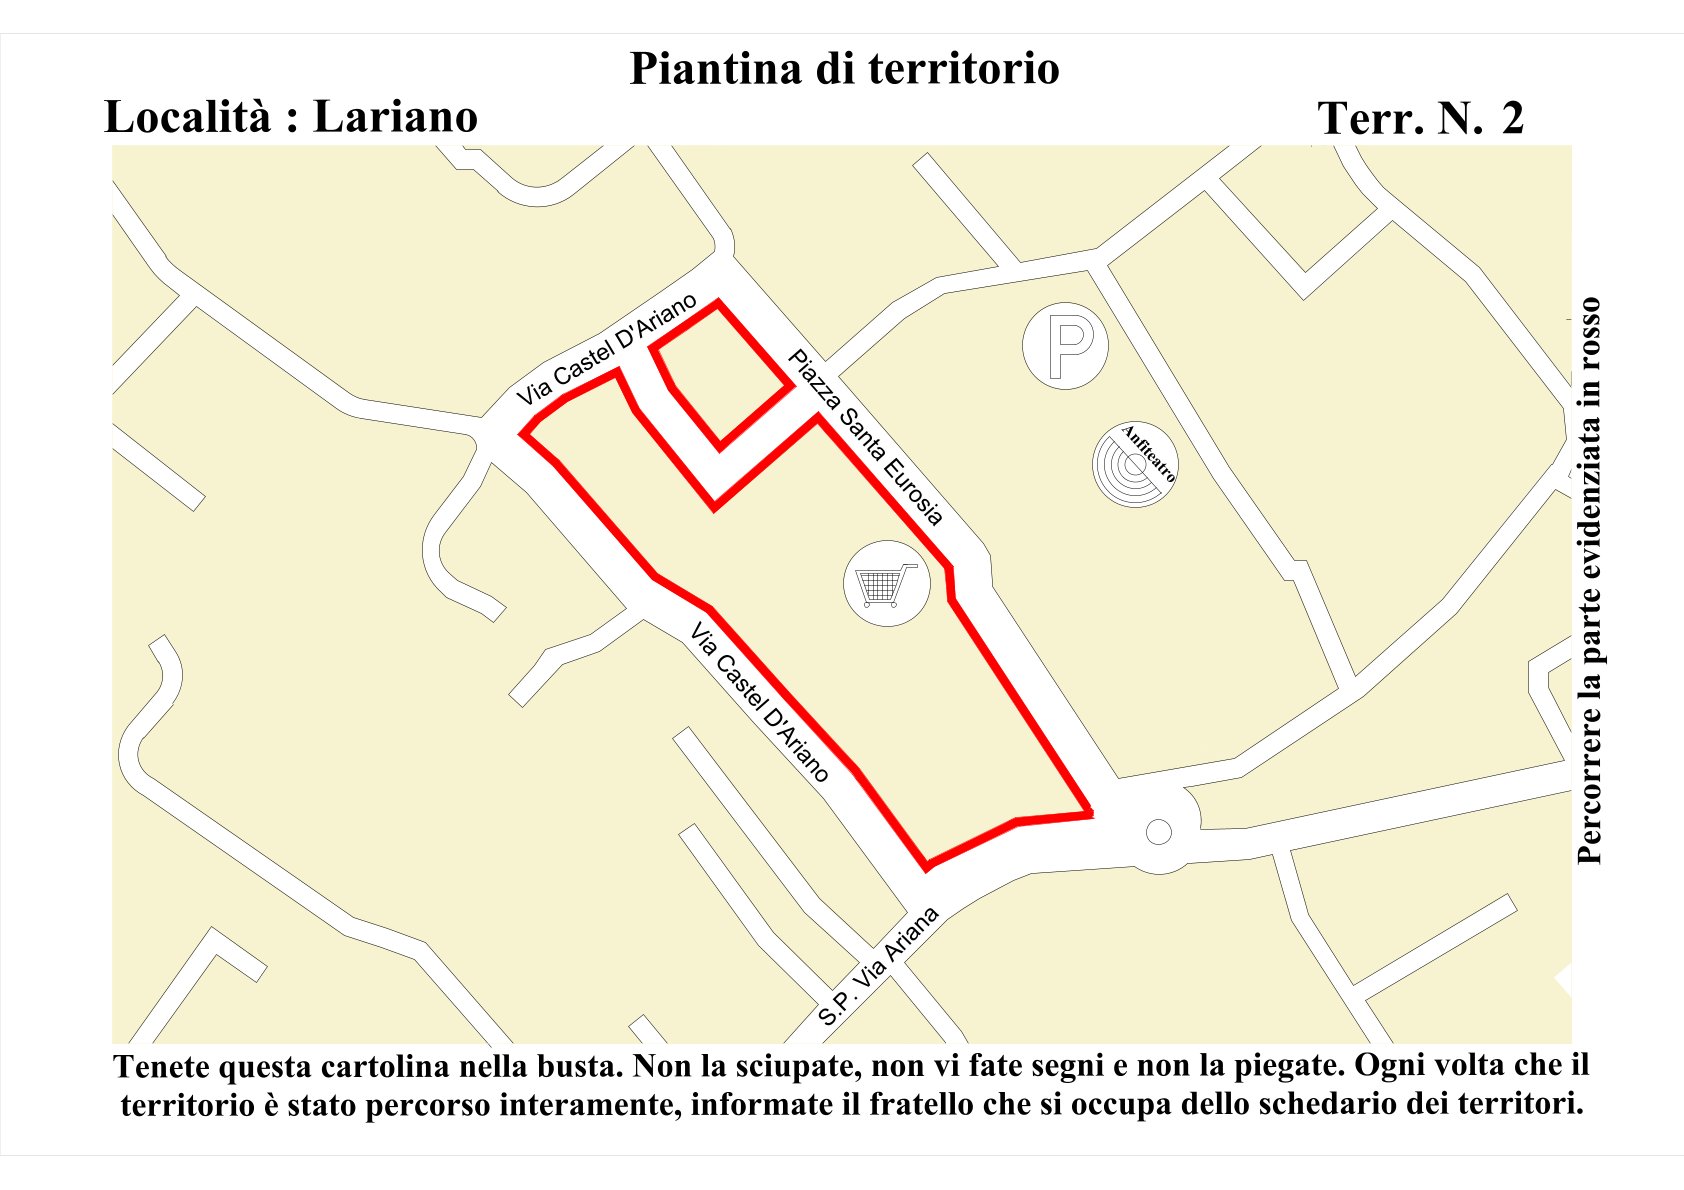 Piantina di territorio
Località : Lariano
Terr. N. 2
Via Castel D'Ariano
Piazza Santa Eurosia
P
Anfiteatro
Via Castel D'Ariano
S.P. Via Ariana
Percorrere la parte evidenziata in rosso
Tenete questa cartolina nella busta. Non la sciupate, non vi fate segni e non la piegate. Ogni volta che il
territorio è stato percorso interamente, informate il fratello che si occupa dello schedario dei territori.